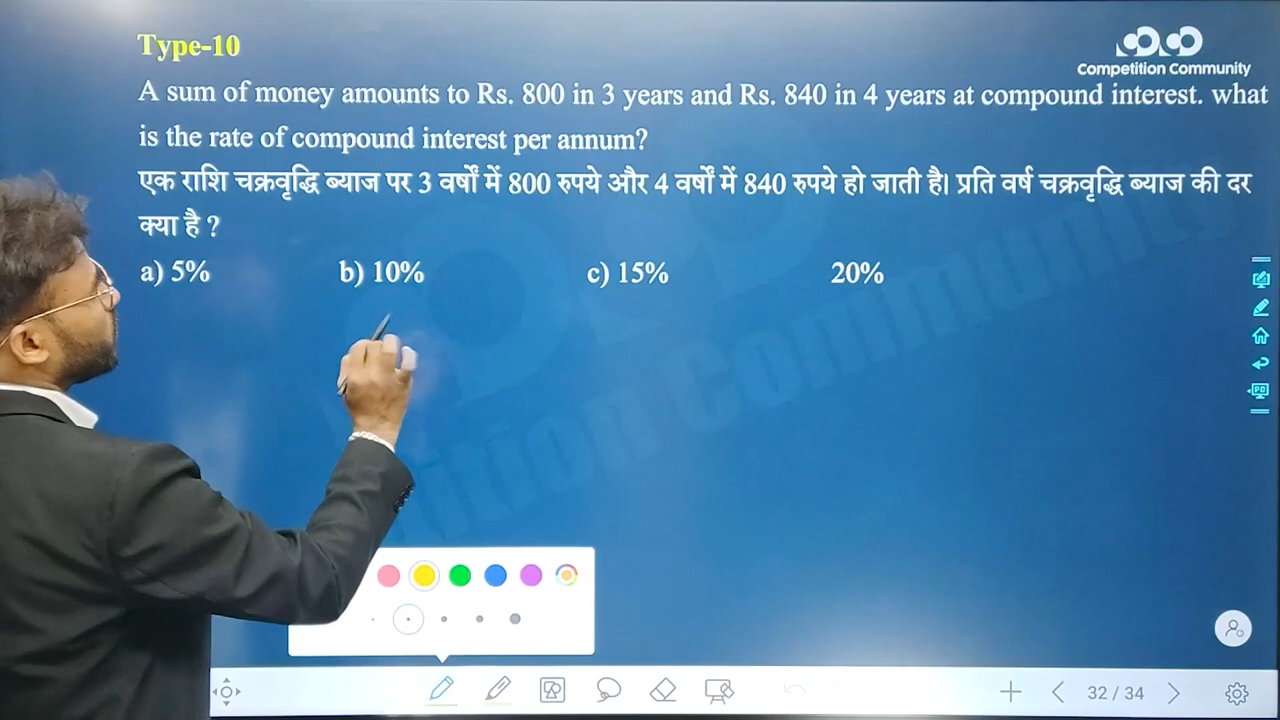 Type-10
Competition Community
A sum of money amounts to Rs. 800 in 3 years and Rs. 840 in 4 years at compound interest. what
is the rate of compound interest per annum?
एक राशि चक्रवृद्धि ब्याज पर 3 वर्षों में 800 रुपये और 4 वर्षों में 840 रुपये हो जाती है। प्रति वर्ष चक्रवृद्धि ब्याज की दर
क्या है ?
a) 5% b) 10% c) 15% 20%
ition Community
32 / 34